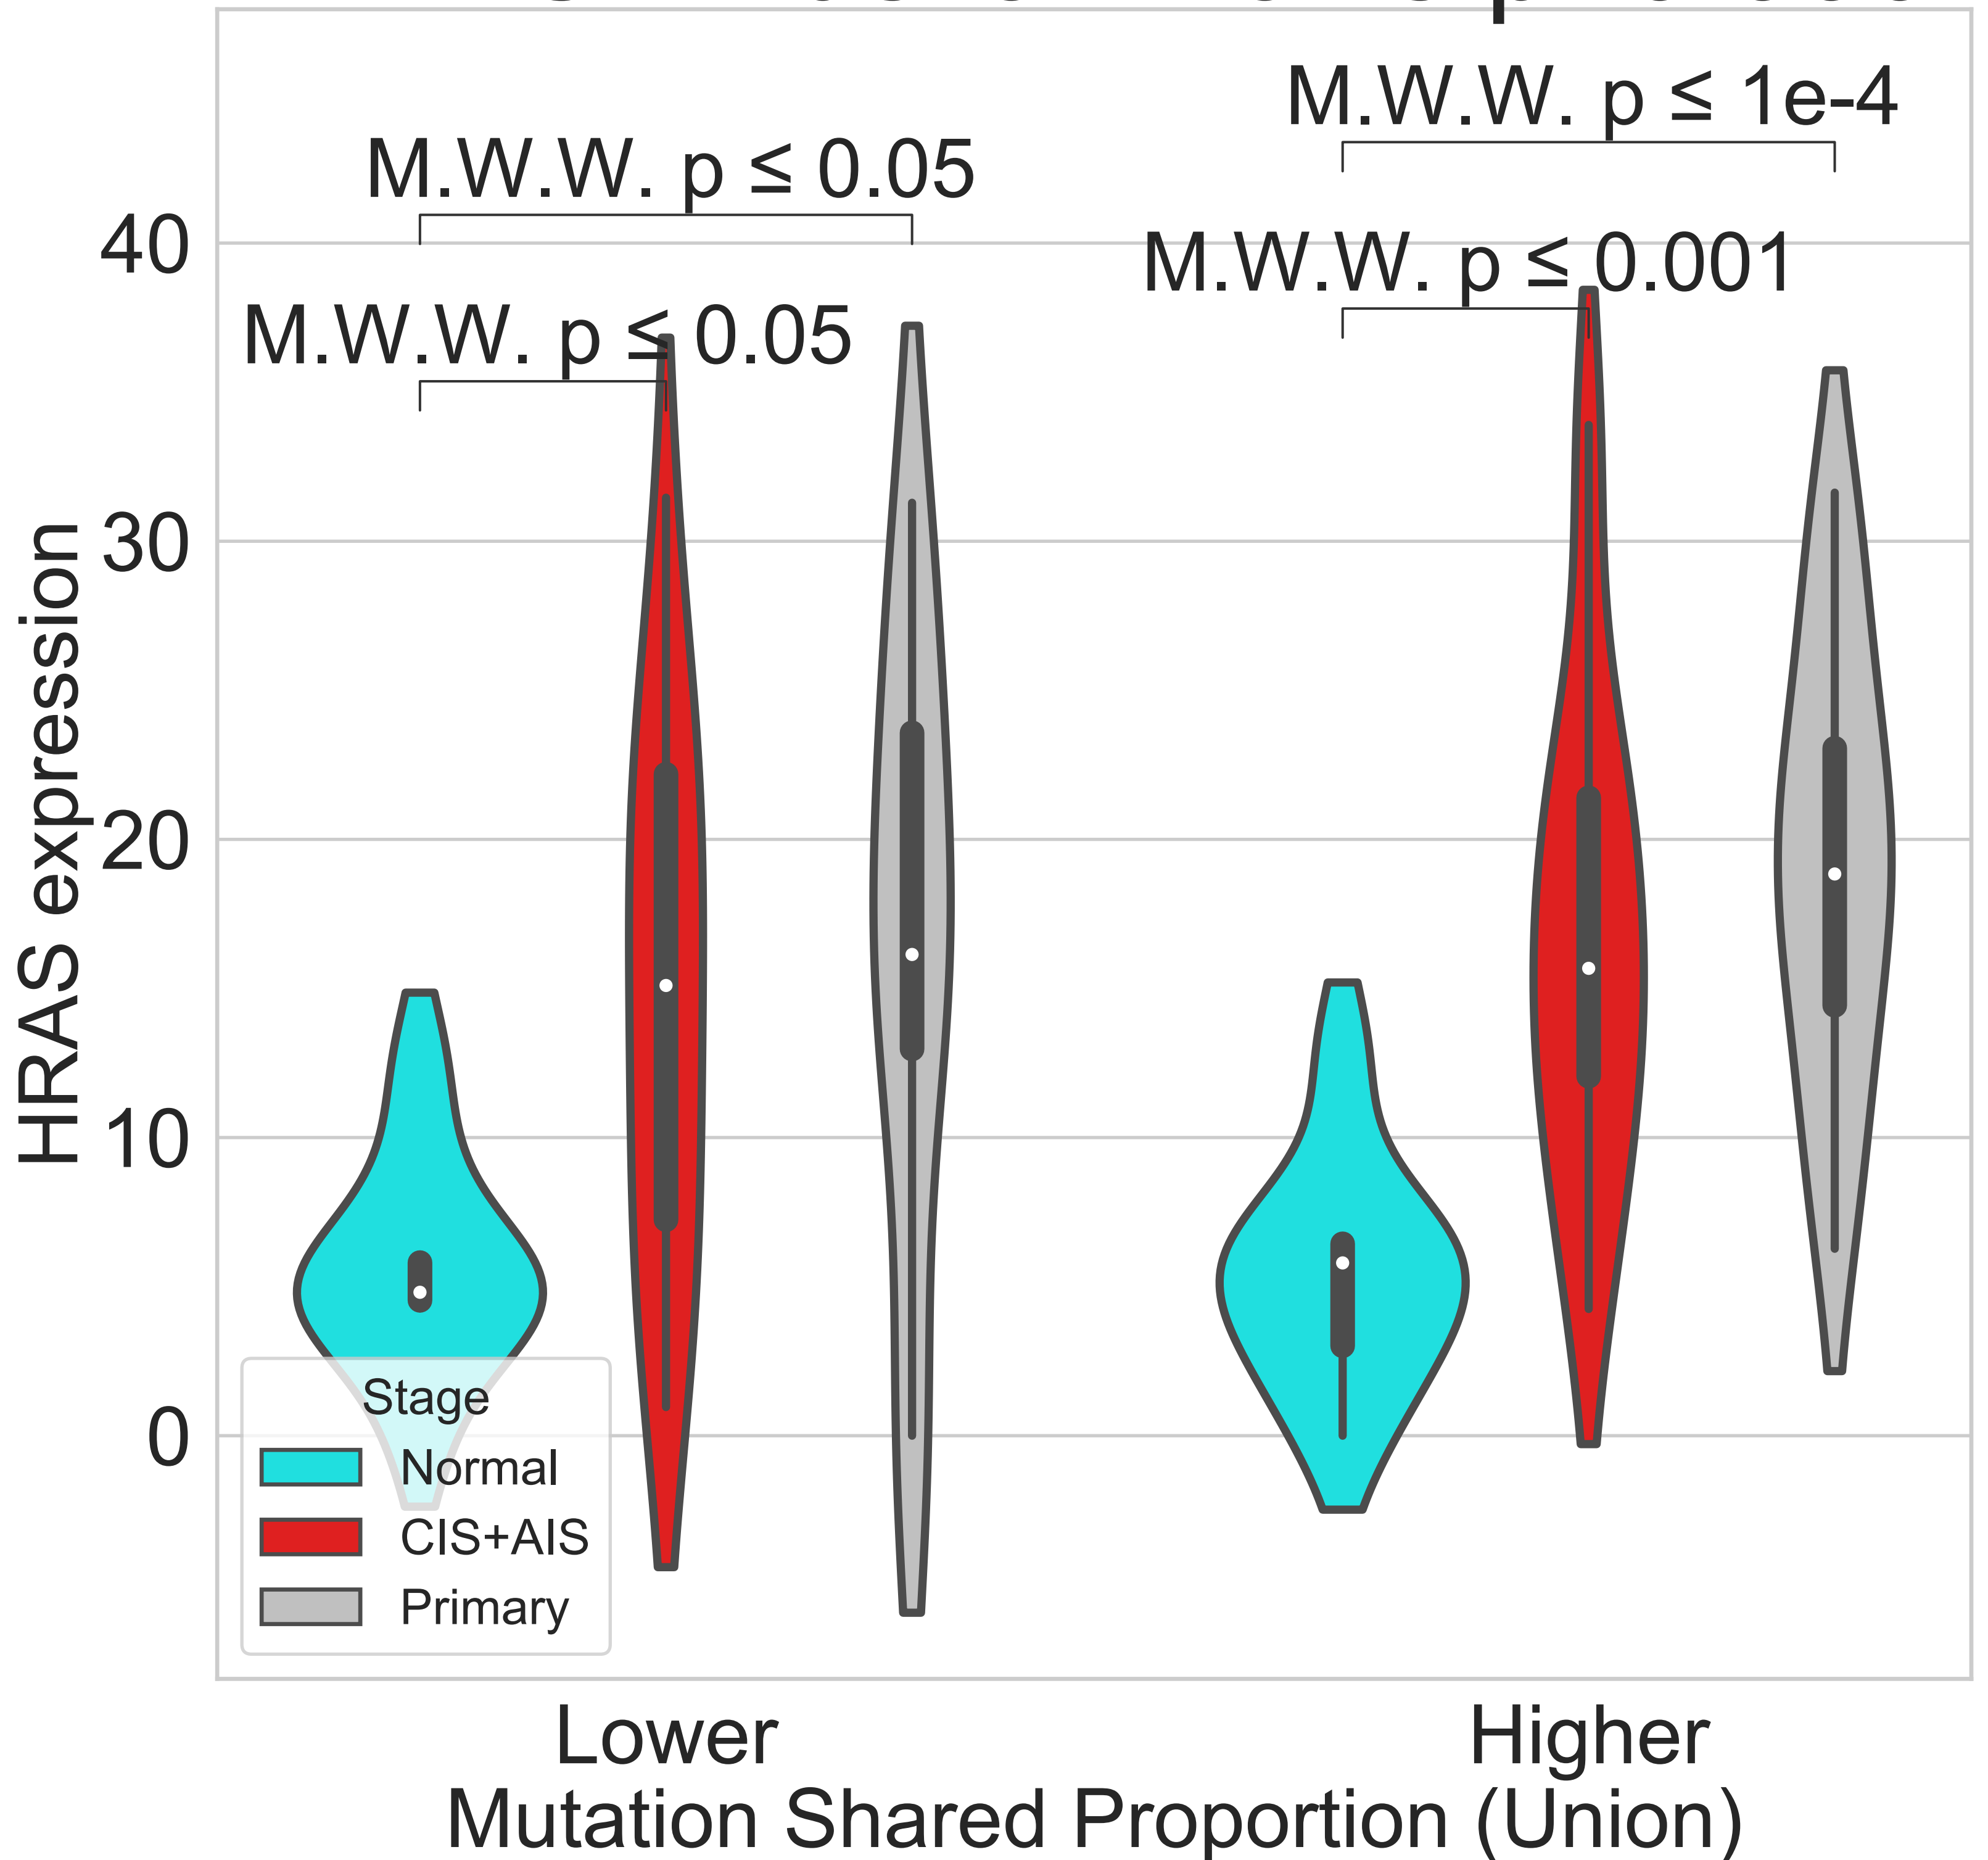 M.W.W. p ≤ 1e-4
M.W.W. p ≤ 0.05
M.W.W. p ≤ 0.001
M.W.W. p ≤ 0.05
40
30
20
10
0
HRAS expression
Stage
Normal
CIS+AIS
Primary
Lower
Higher
Mutation Shared Proportion (Union)